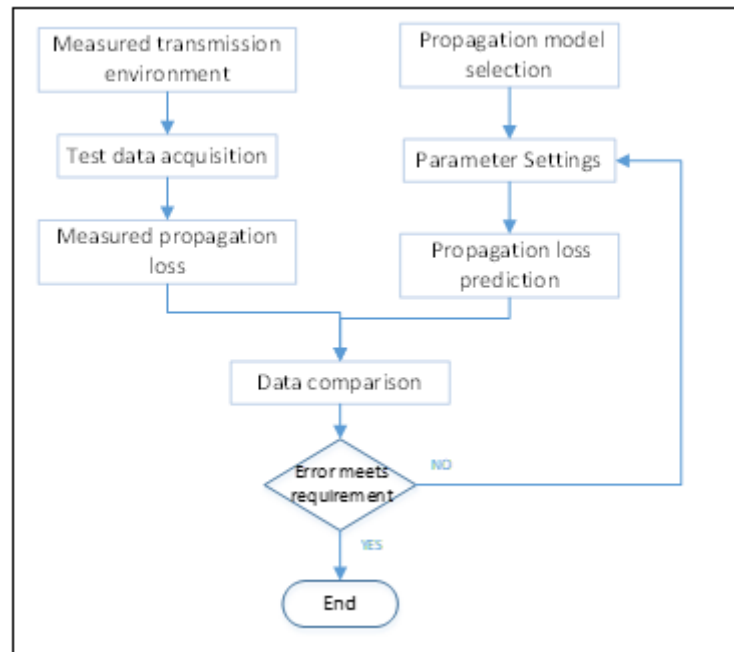 Measured transmission
environment
Propagation model
selection
Test data acquisition
Parameter Settings
Measured propagation
loss
Propagation loss
prediction
Data comparison
Error meets
requirement
NO
YES
End